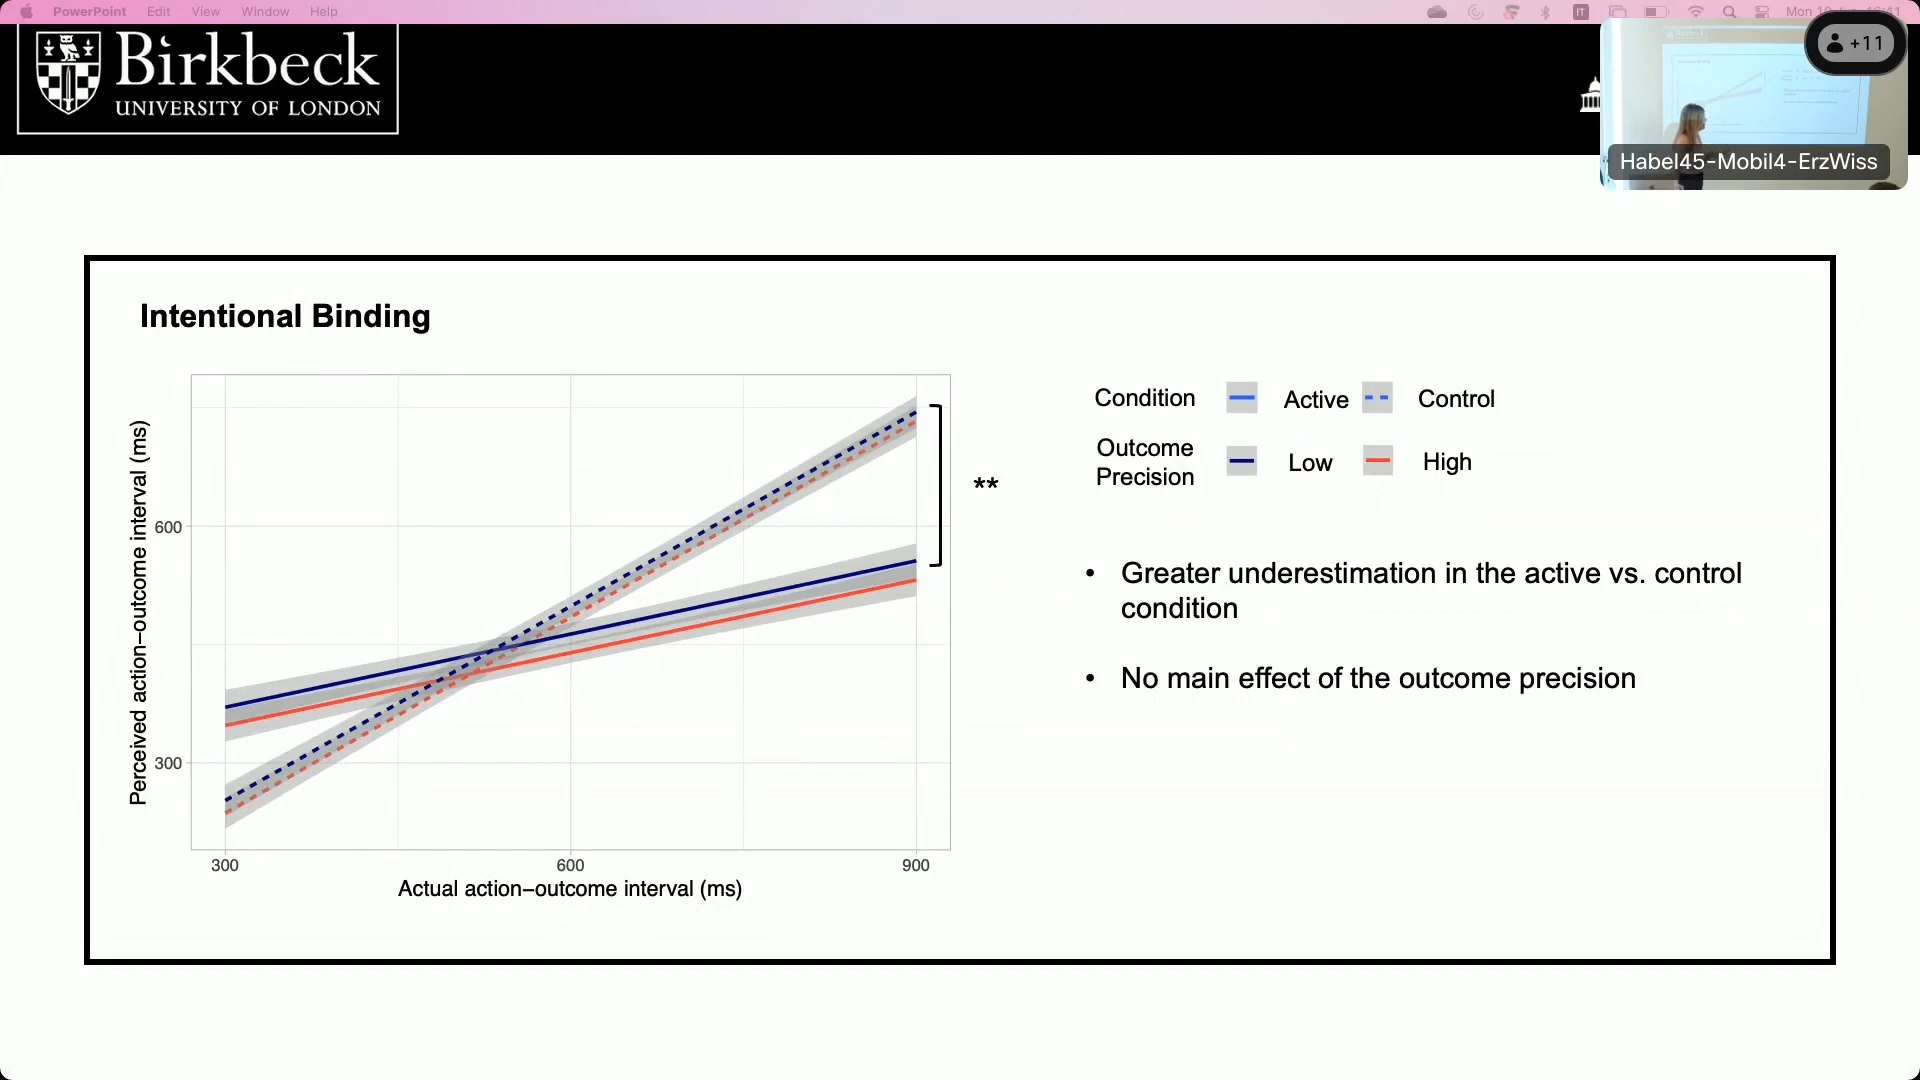 PowerPoint Edit View Window Help
IT
Mon
+11
Birkbeck
UNIVERSITY OF LONDON
Habel45-Mobil4-ErzWiss
Intentional Binding
Condition Active Control
Outcome
Precision Low High
**
Perceived action–outcome interval (ms)
600
300
300 600 900
Actual action–outcome interval (ms)
• Greater underestimation in the active vs. control
condition
• No main effect of the outcome precision